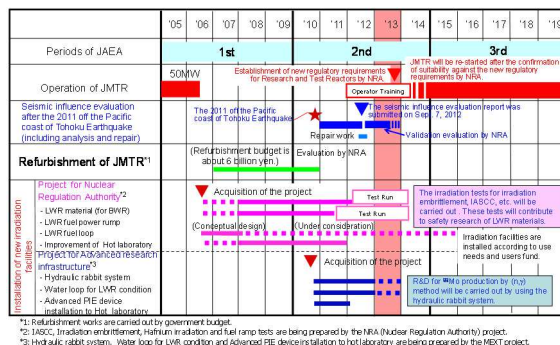 '05 '06 '07 '08 '09 '10 '11 '12 '13 '14 '15 '16 '17 '18 '19
Periods of JAEA
1st
2nd
3rd
Operation of JMTR
50MW
Establishment of new regulatory requirements
for Research and Test Reactors by NRA.
JMTR will be re-started after the confirmation
of suitability against the new regulatory
requirements by NRA.
Operator Training
Seismic influence evaluation
after the 2011 off the Pacific
coast of Tohoku Earthquake
(including analysis and repair)
The 2011 off the Pacific
coast of Tohoku Earthquake
The seismic influence evaluation report was
submitted on Sep. 7, 2012
Repair work
Validation evaluation by NRA
Refurbishment of JMTR*1
(Refurbishment budget is
about 6 billion yen.)
Evaluation by NRA
Installation of new irradiation
facilities
Project for Nuclear
Regulation Authority*2
- LWR material (for BWR)
- LWR fuel power rump
- LWR fuel loop
- Improvement of Hot laboratory
Acquisition of the project
Test Run
Test Run
(Conceptual design)
(Under consideration)
The irradiation tests for irradiation
embrittlement, IASCC, etc. will be
carried out . These tests will contribute
to safety research of LWR materials.
Irradiation facilities are
installed according to use
needs and users fund.
Project for Advanced research
infrastructure*3
- Hydraulic rabbit system
- Water loop for LWR condition
- Advanced PIE device
installation to Hot laboratory
Acquisition of the project
R&D for 99Mo production by (n,γ)
method will be carried out by using the
hydraulic rabbit system.
*1: Refurbishment works are carried out by government budget.
*2: IASCC, Irradiation embrittlement, Hafnium irradiation and fuel ramp tests are being prepared by the NRA (Nuclear Regulation Authority) project.
*3: Hydraulic rabbit system, Water loop for LWR condition and Advanced PIE device installation to hot laboratory are being prepared by the MEXT project.